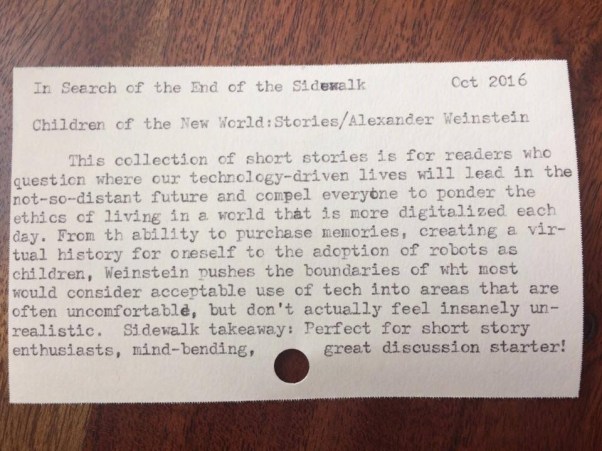 In Search of the End of the Sidewalk Oct 2016
Children of the New World:Stories/Alexander Weinstein
This collection of short stories is for readers who
question where our technology-driven lives will lead in the
not-so-distant future and compel everyone to ponder the
ethics of living in a world that is more digitalized each
day. From th ability to purchase memories, creating a vir-
tual history for oneself to the adoption of robots as
children, Weinstein pushes the boundaries of wht most
would consider acceptable use of tech into areas that are
often uncomfortable, but don't actually feel insanely un-
realistic. Sidewalk takeaway: Perfect for short story
enthusiasts, mind-bending, great discussion starter!